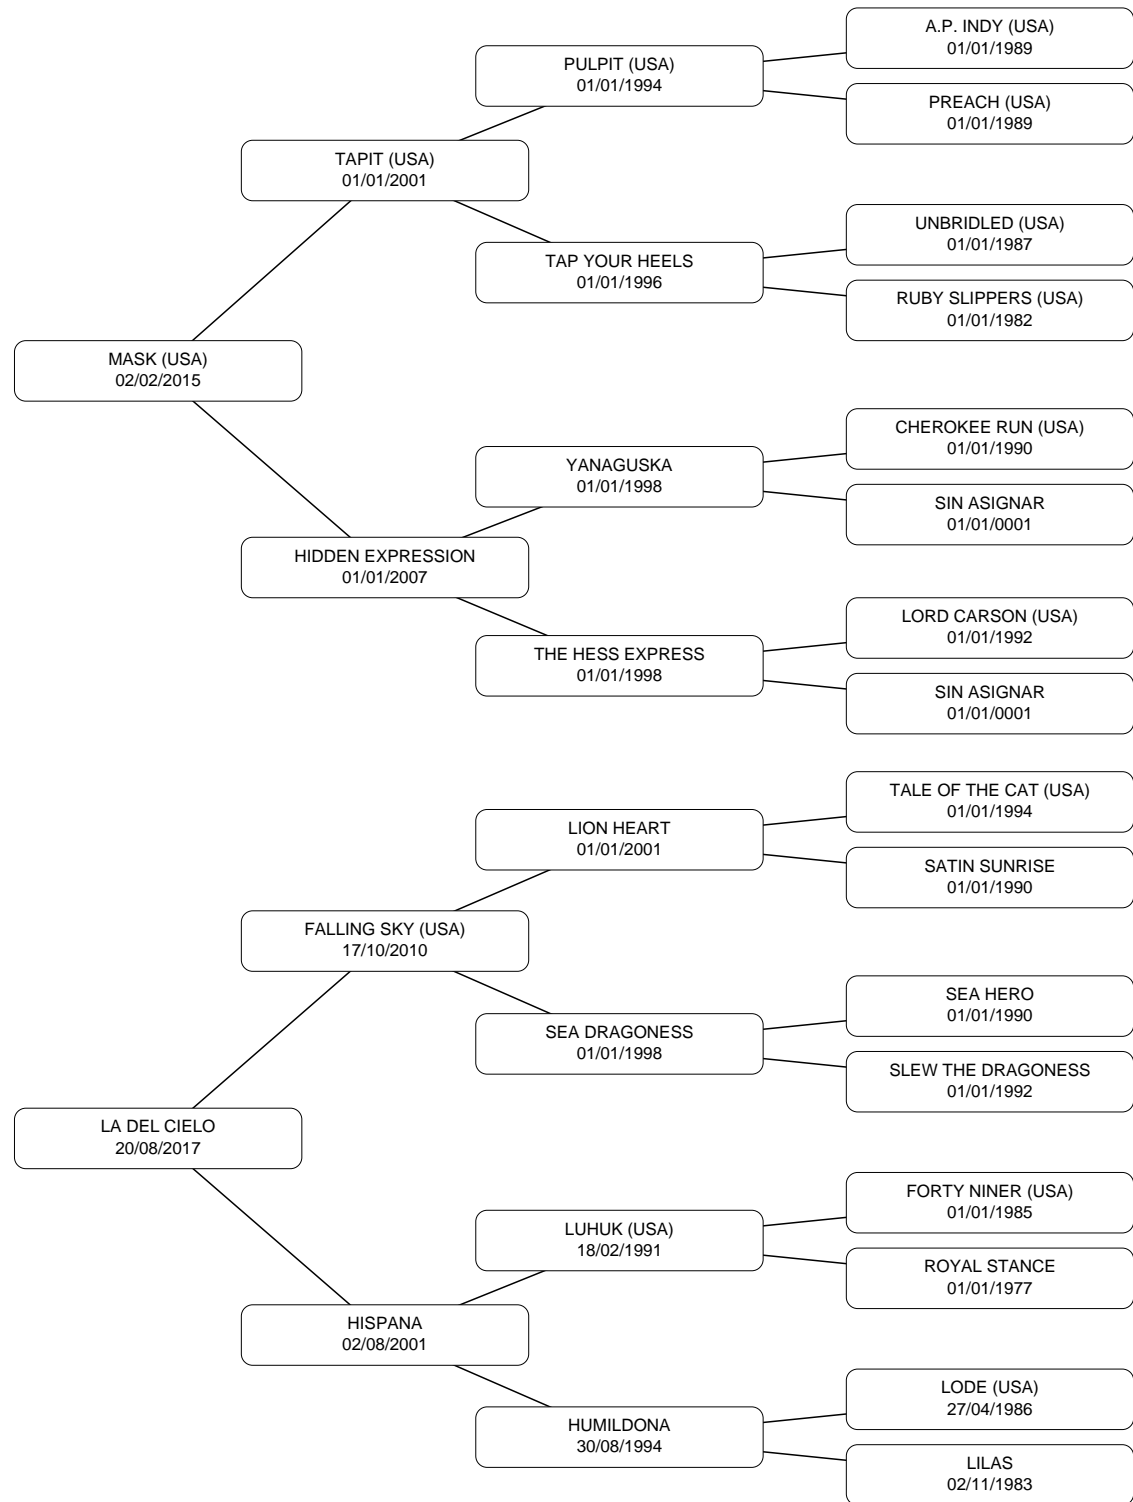 A.P. INDY (USA)
01/01/1989
PULPIT (USA)
01/01/1994
PREACH (USA)
01/01/1989
TAPIT (USA)
01/01/2001
UNBRIDLED (USA)
01/01/1987
TAP YOUR HEELS
01/01/1996
RUBY SLIPPERS (USA)
01/01/1982
MASK (USA)
02/02/2015
CHEROKEE RUN (USA)
01/01/1990
YANAGUSKA
01/01/1998
SIN ASIGNAR
01/01/0001
HIDDEN EXPRESSION
01/01/2007
LORD CARSON (USA)
01/01/1992
THE HESS EXPRESS
01/01/1998
SIN ASIGNAR
01/01/0001
TALE OF THE CAT (USA)
01/01/1994
LION HEART
01/01/2001
SATIN SUNRISE
01/01/1990
FALLING SKY (USA)
17/10/2010
SEA HERO
01/01/1990
SEA DRAGONESS
01/01/1998
SLEW THE DRAGONESS
01/01/1992
LA DEL CIELO
20/08/2017
FORTY NINER (USA)
01/01/1985
LUHUK (USA)
18/02/1991
ROYAL STANCE
01/01/1977
HISPANA
02/08/2001
LODE (USA)
27/04/1986
HUMILDONA
30/08/1994
LILAS
02/11/1983